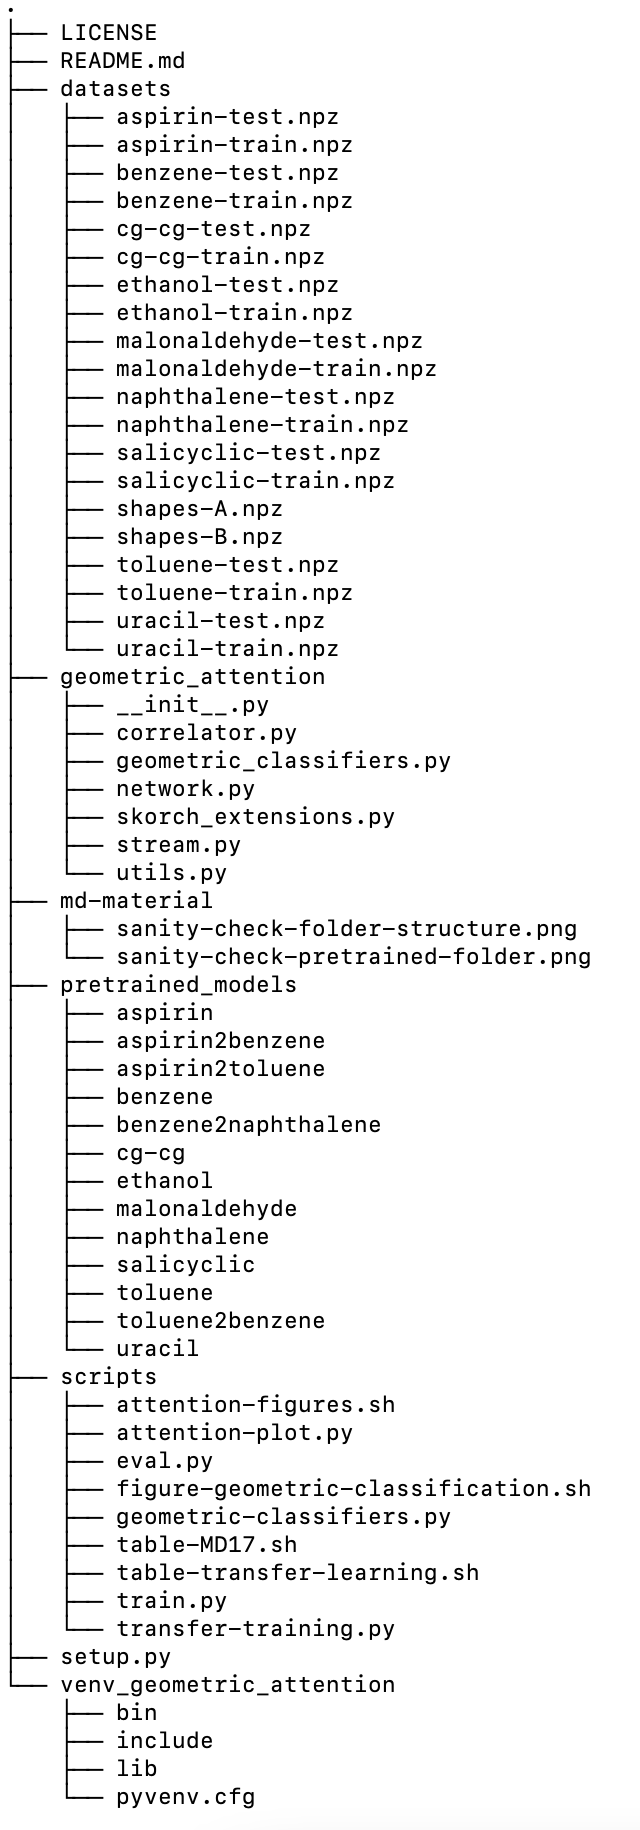 .
├── LICENSE
├── README.md
├── datasets
│   ├── aspirin-test.npz
│   ├── aspirin-train.npz
│   ├── benzene-test.npz
│   ├── benzene-train.npz
│   ├── cg-cg-test.npz
│   ├── cg-cg-train.npz
│   ├── ethanol-test.npz
│   ├── ethanol-train.npz
│   ├── malonaldehyde-test.npz
│   ├── malonaldehyde-train.npz
│   ├── naphthalene-test.npz
│   ├── naphthalene-train.npz
│   ├── salicyclic-test.npz
│   ├── salicyclic-train.npz
│   ├── shapes-A.npz
│   ├── shapes-B.npz
│   ├── toluene-test.npz
│   ├── toluene-train.npz
│   ├── uracil-test.npz
│   └── uracil-train.npz
├── geometric_attention
│   ├── __init__.py
│   ├── correlator.py
│   ├── geometric_classifiers.py
│   ├── network.py
│   ├── skorch_extensions.py
│   ├── stream.py
│   └── utils.py
├── md-material
│   ├── sanity-check-folder-structure.png
│   └── sanity-check-pretrained-folder.png
├── pretrained_models
│   ├── aspirin
│   ├── aspirin2benzene
│   ├── aspirin2toluene
│   ├── benzene
│   ├── benzene2naphthalene
│   ├── cg-cg
│   ├── ethanol
│   ├── malonaldehyde
│   ├── naphthalene
│   ├── salicyclic
│   ├── toluene
│   ├── toluene2benzene
│   └── uracil
├── scripts
│   ├── attention-figures.sh
│   ├── attention-plot.py
│   ├── eval.py
│   ├── figure-geometric-classification.sh
│   ├── geometric-classifiers.py
│   ├── table-MD17.sh
│   ├── table-transfer-learning.sh
│   ├── train.py
│   └── transfer-training.py
├── setup.py
└── venv_geometric_attention
    ├── bin
    ├── include
    ├── lib
    └── pyvenv.cfg